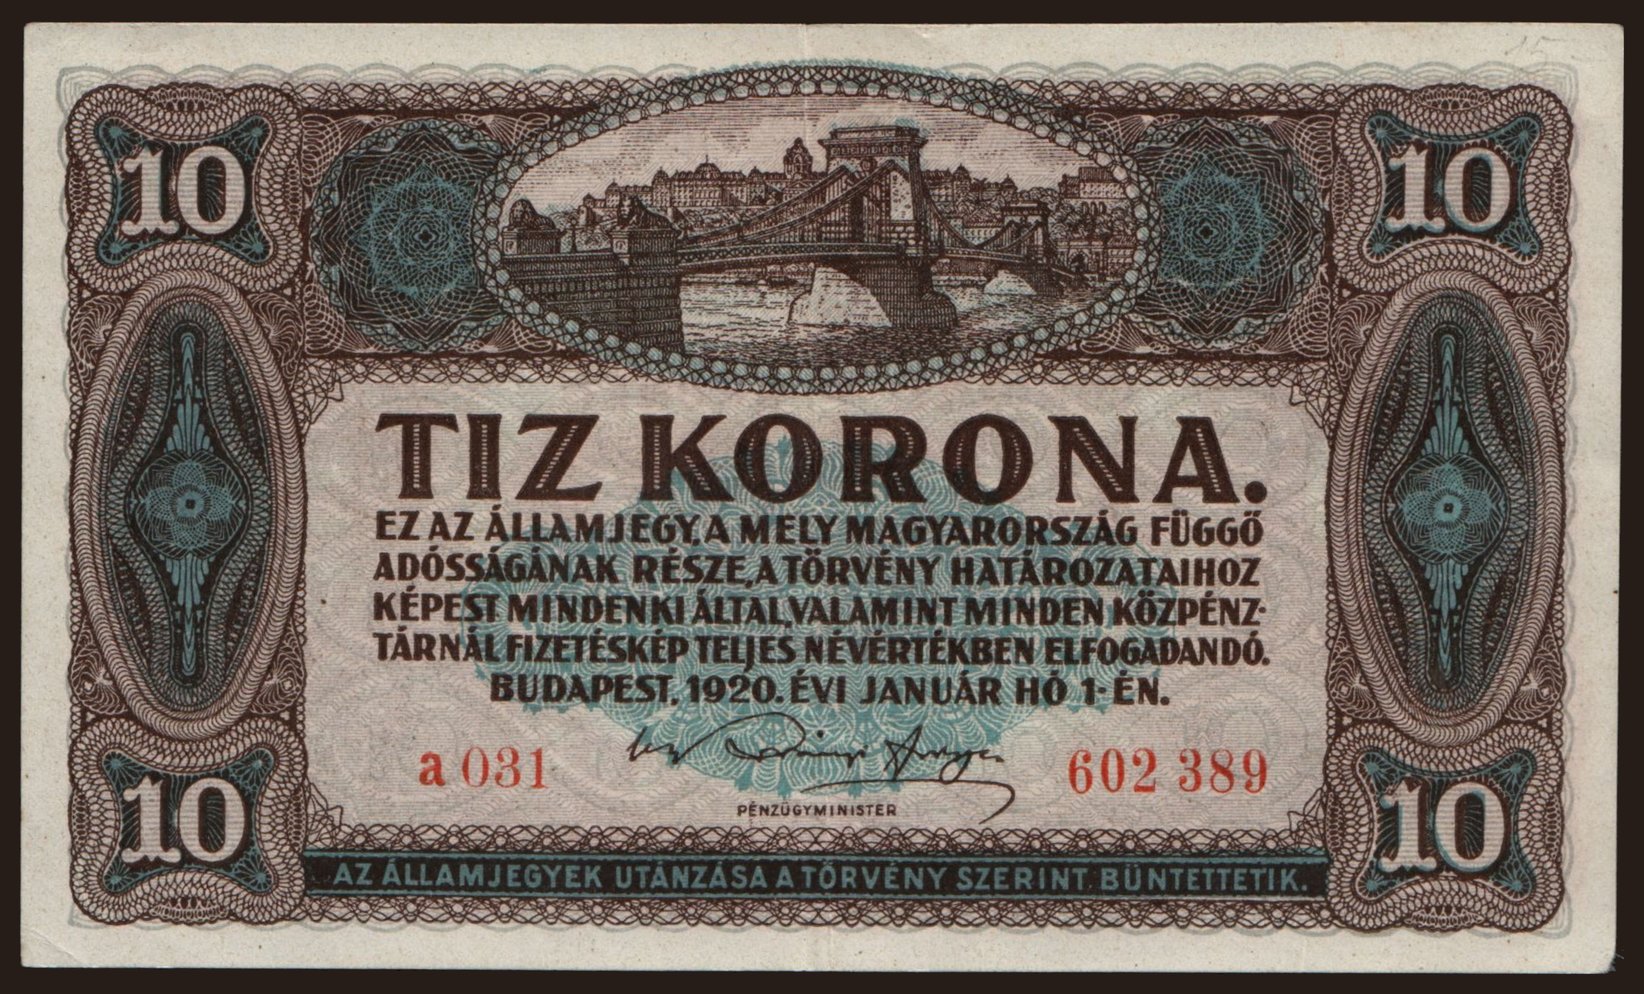 10 10
TIZ KORONA.
EZ AZ ÁLLAMJEGY, A MELY MAGYARORSZÁG FÜGGŐ
ADÓSSÁGÁNAK RÉSZE, A TÖRVÉNY HATÁROZATAIHOZ
KÉPEST MINDENKI ÁLTAL, VALAMINT MINDEN KÖZPÉNZ-
TÁRNÁL FIZETÉSKÉP TELJES NÉVÉRTÉKBEN ELFOGADANDÓ.
BUDAPEST, 1920. ÉVI JANUÁR HÓ 1-ÉN.
a 031 602 389
PÉNZÜGYMINISTER
10 10
AZ ÁLLAMJEGYEK UTÁNZÁSA A TÖRVÉNY SZERINT BÜNTETTETIK.